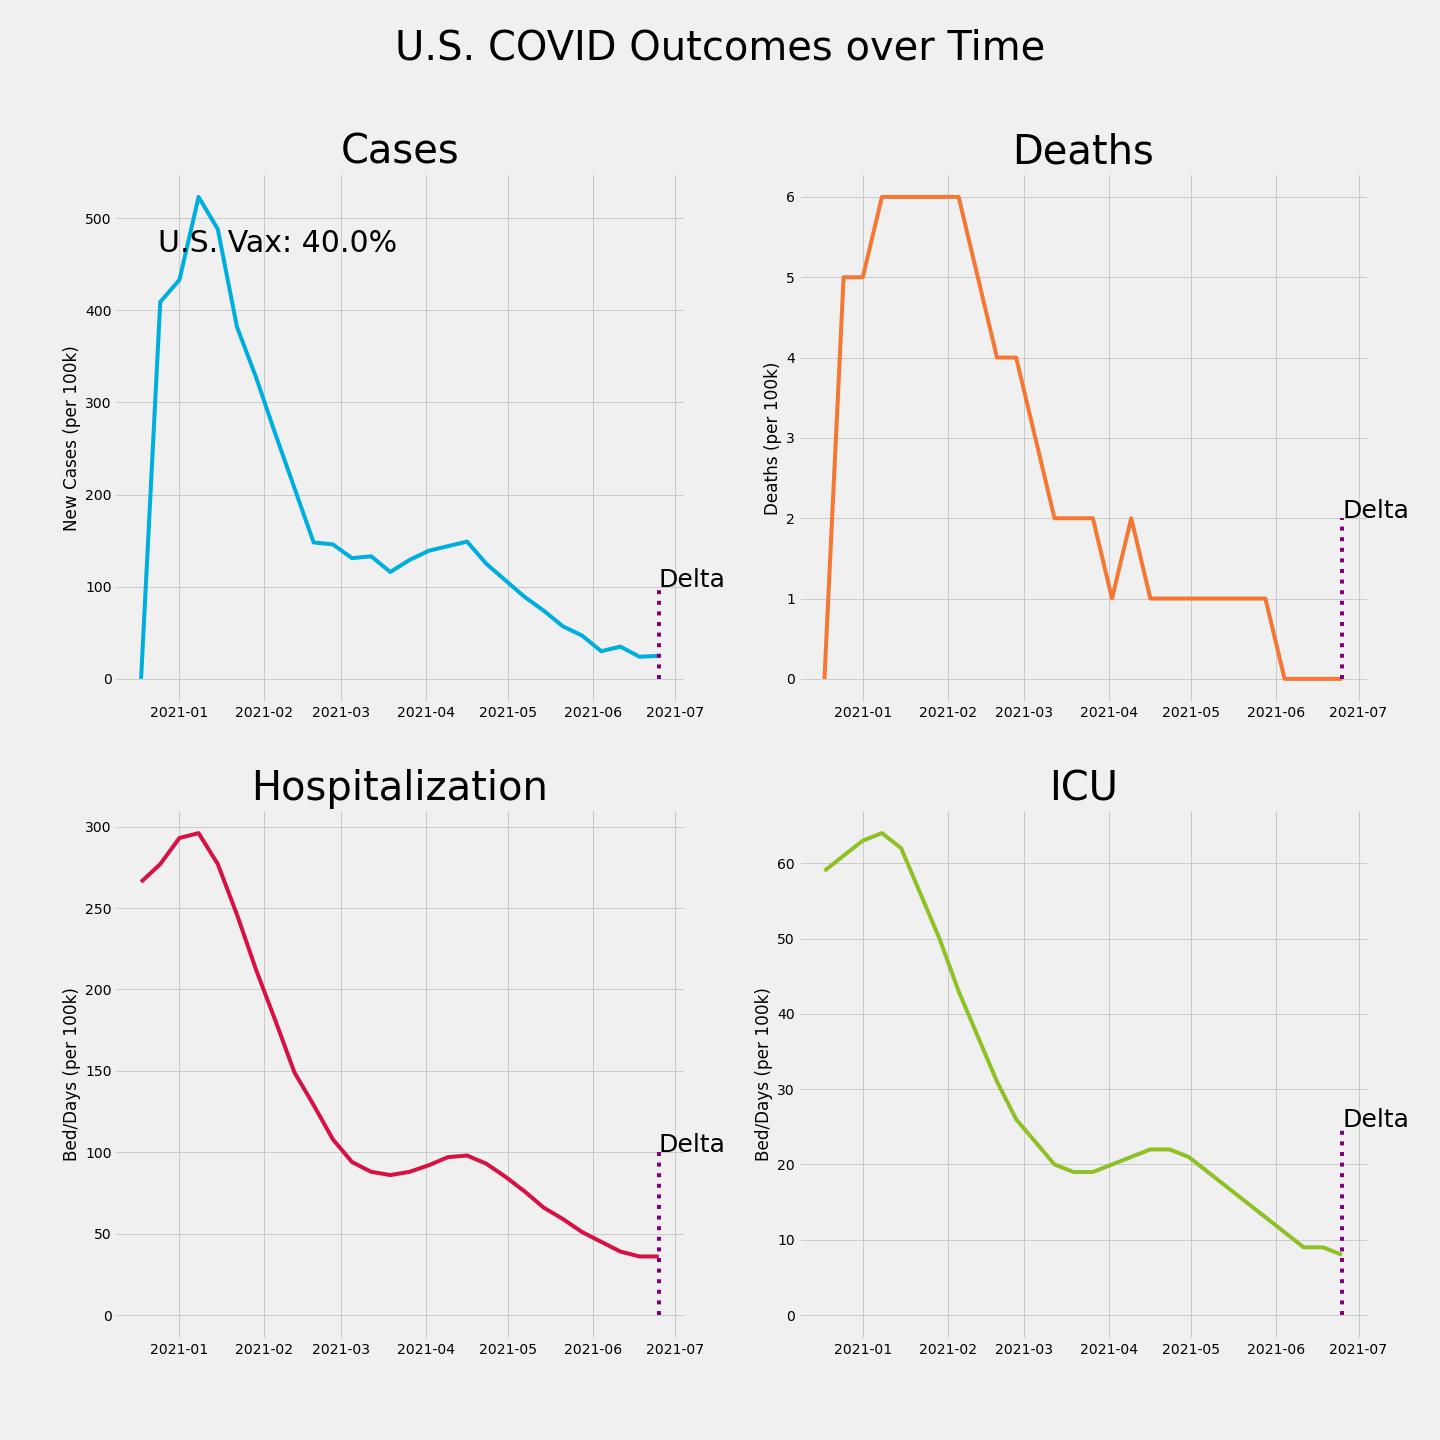 U.S. COVID Outcomes over Time
Cases
New Cases (per 100k)
500
400
300
200
100
0
U.S. Vax: 40.0%
Delta
2021-01 2021-02 2021-03 2021-04 2021-05 2021-06 2021-07
Deaths
Deaths (per 100k)
6
5
4
3
2
1
0
Delta
2021-01 2021-02 2021-03 2021-04 2021-05 2021-06 2021-07
Hospitalization
Bed/Days (per 100k)
300
250
200
150
100
50
0
Delta
2021-01 2021-02 2021-03 2021-04 2021-05 2021-06 2021-07
ICU
Bed/Days (per 100k)
60
50
40
30
20
10
0
Delta
2021-01 2021-02 2021-03 2021-04 2021-05 2021-06 2021-07